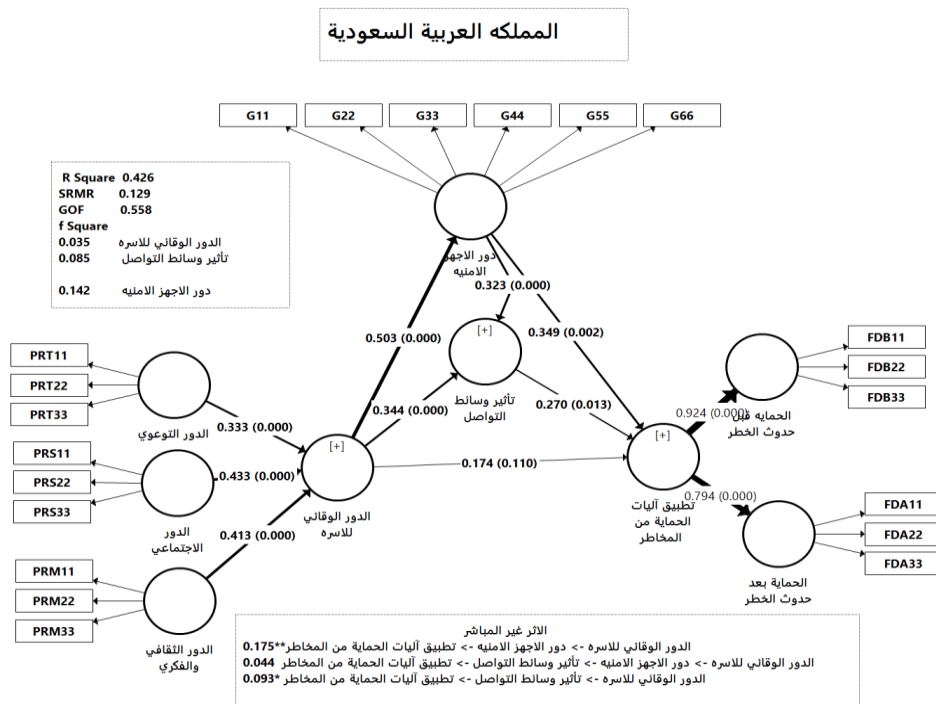 المملكه العربية السعودية
G11
G22
G33
G44
G55
G66
R Square 0.426
SRMR 0.129
GOF 0.558
f Square
0.035 الدور الوقائي للاسره
0.085 تأثير وسائط التواصل
0.142 دور الاجهز الامنيه
دور الاجهز
الامنيه
0.323 (0.000)
0.503 (0.000)
0.349 (0.002)
[+]
تأثير وسائط
التواصل
PRT11
PRT22
PRT33
الدور التوعوي
0.333 (0.000)
0.344 (0.000)
0.270 (0.013)
FDB11
FDB22
FDB33
الحمايه قبل
حدوث الخطر
0.924 (0.000)
PRS11
PRS22
PRS33
الدور
الاجتماعي
0.433 (0.000)
[+]
الدور الوقائي
للاسره
0.174 (0.110)
[+]
تطبيق آليات
الحماية من
المخاطر
0.794 (0.000)
FDA11
FDA22
FDA33
الحماية بعد
حدوث الخطر
0.413 (0.000)
PRM11
PRM22
PRM33
الدور الثقافي
والفكري
الاثر غير المباشر
الدور الوقائي للاسره -> دور الاجهز الامنيه -> تطبيق آليات الحماية من المخاطر **0.175
الدور الوقائي للاسره -> دور الاجهز الامنيه -> تأثير وسائط التواصل -> تطبيق آليات الحماية من المخاطر 0.044
الدور الوقائي للاسره -> تأثير وسائط التواصل -> تطبيق آليات الحماية من المخاطر *0.093